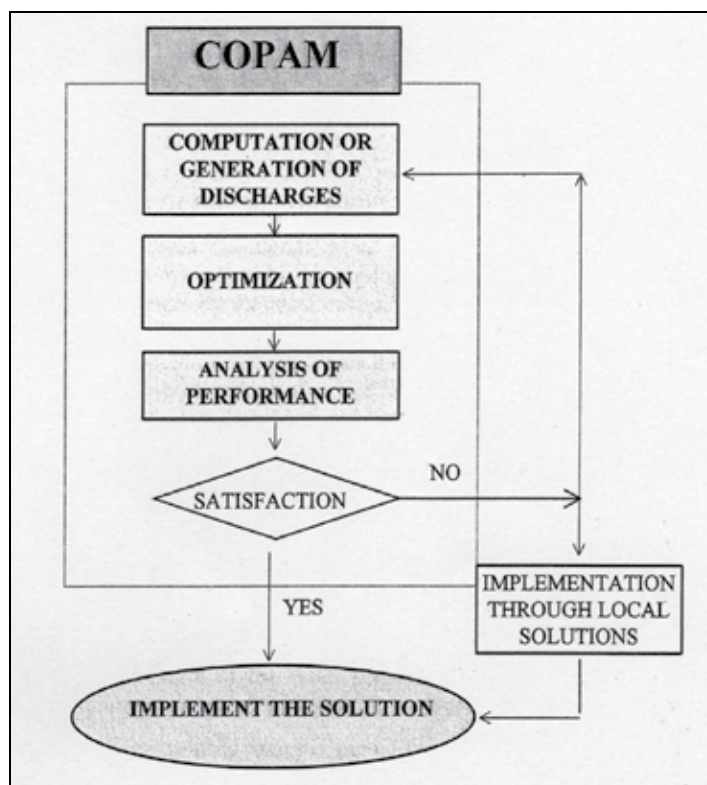 COPAM
COMPUTATION OR
GENERATION OF
DISCHARGES
OPTIMIZATION
ANALYSIS OF
PERFORMANCE
SATISFACTION
NO
YES
IMPLEMENTATION
THROUGH LOCAL
SOLUTIONS
IMPLEMENT THE SOLUTION